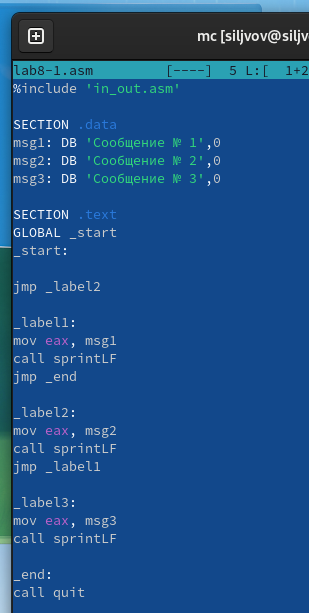 mc [siljvov@siljvo
lab8-1.asm [----] 5 L:[ 1+2
%include 'in_out.asm'
SECTION .data
msg1: DB 'Сообщение № 1',0
msg2: DB 'Сообщение № 2',0
msg3: DB 'Сообщение № 3',0
SECTION .text
GLOBAL _start
_start:
jmp _label2
_label1:
mov eax, msg1
call sprintLF
jmp _end
_label2:
mov eax, msg2
call sprintLF
jmp _label1
_label3:
mov eax, msg3
call sprintLF
_end:
call quit